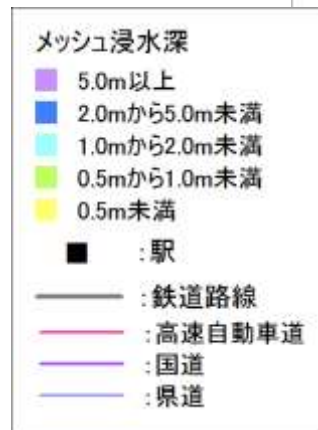 メッシュ浸水深
5.0m以上
2.0mから5.0m未満
1.0mから2.0m未満
0.5mから1.0m未満
0.5m未満
:駅
:鉄道路線
:高速自動車道
:国道
:県道